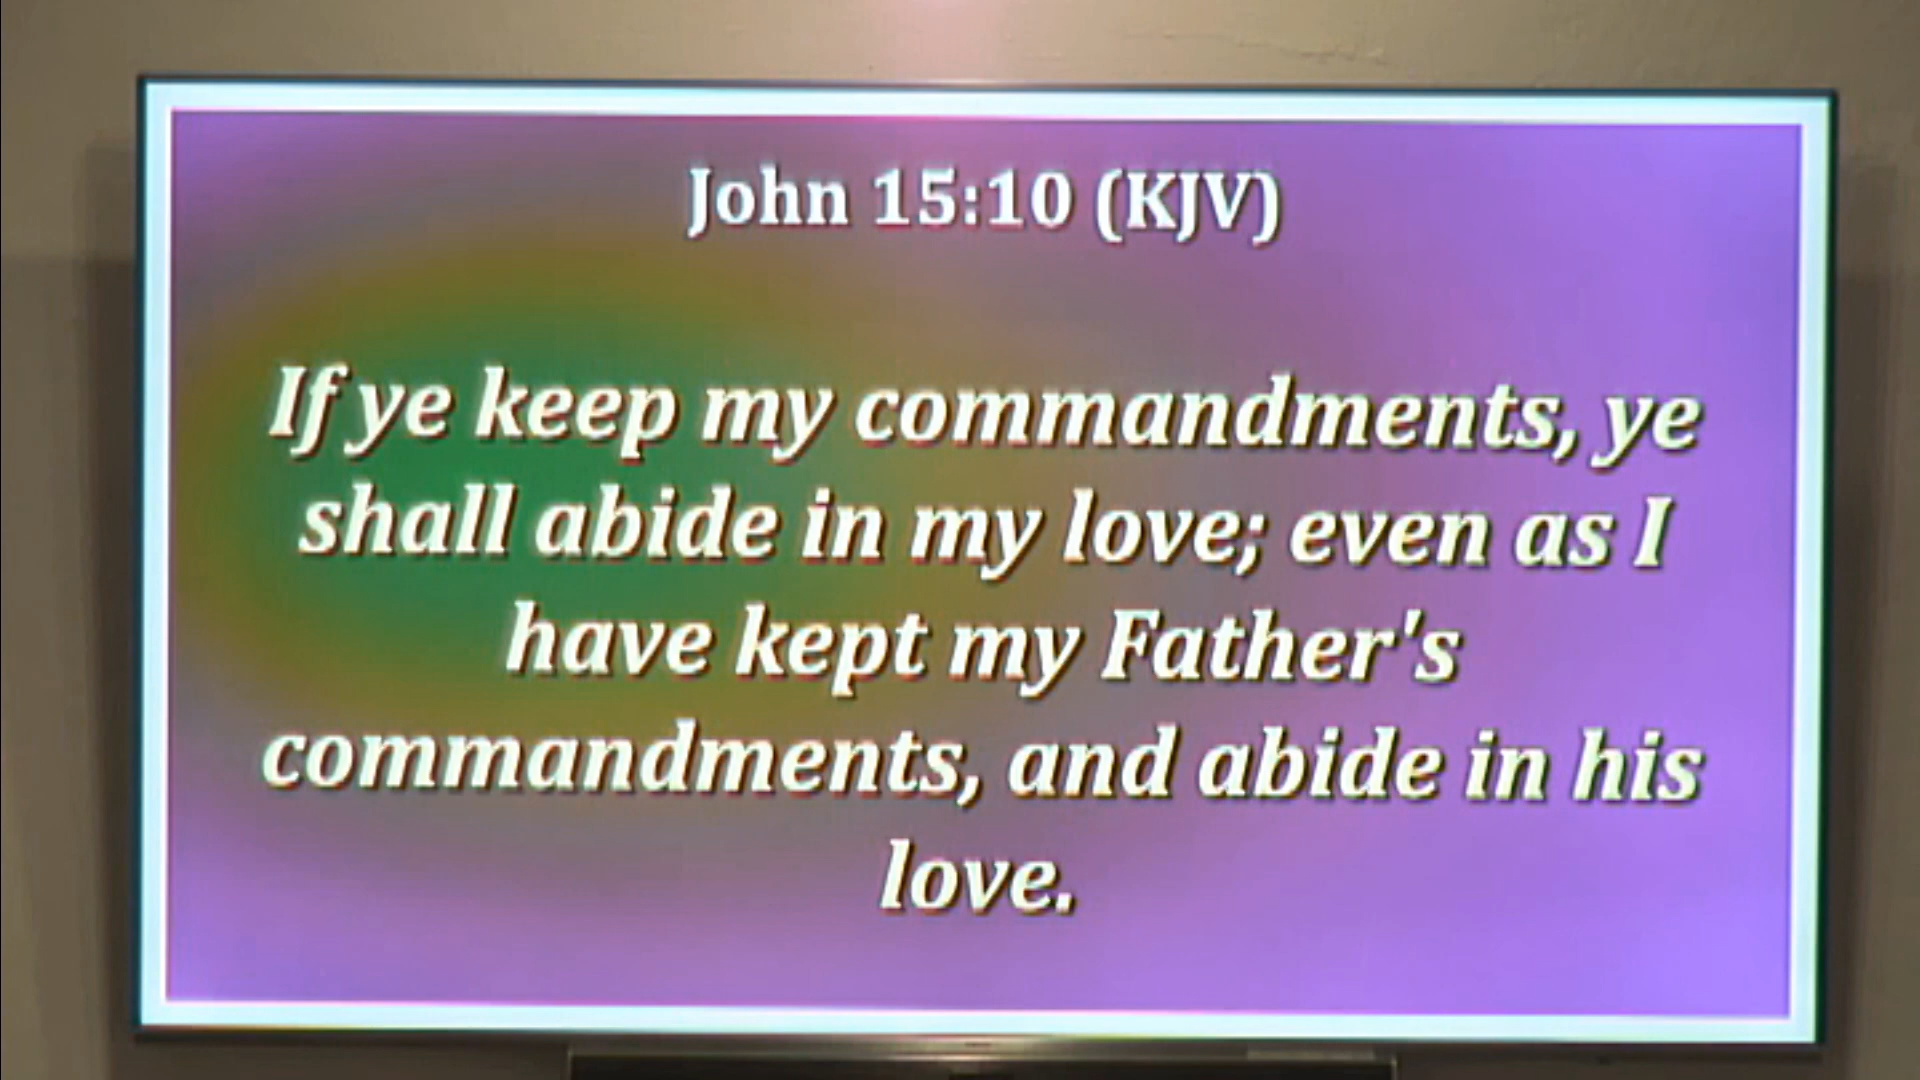 John 15:10 (KJV)
If ye keep my commandments, ye
shall abide in my love; even as I
have kept my Father's
commandments, and abide in his
love.